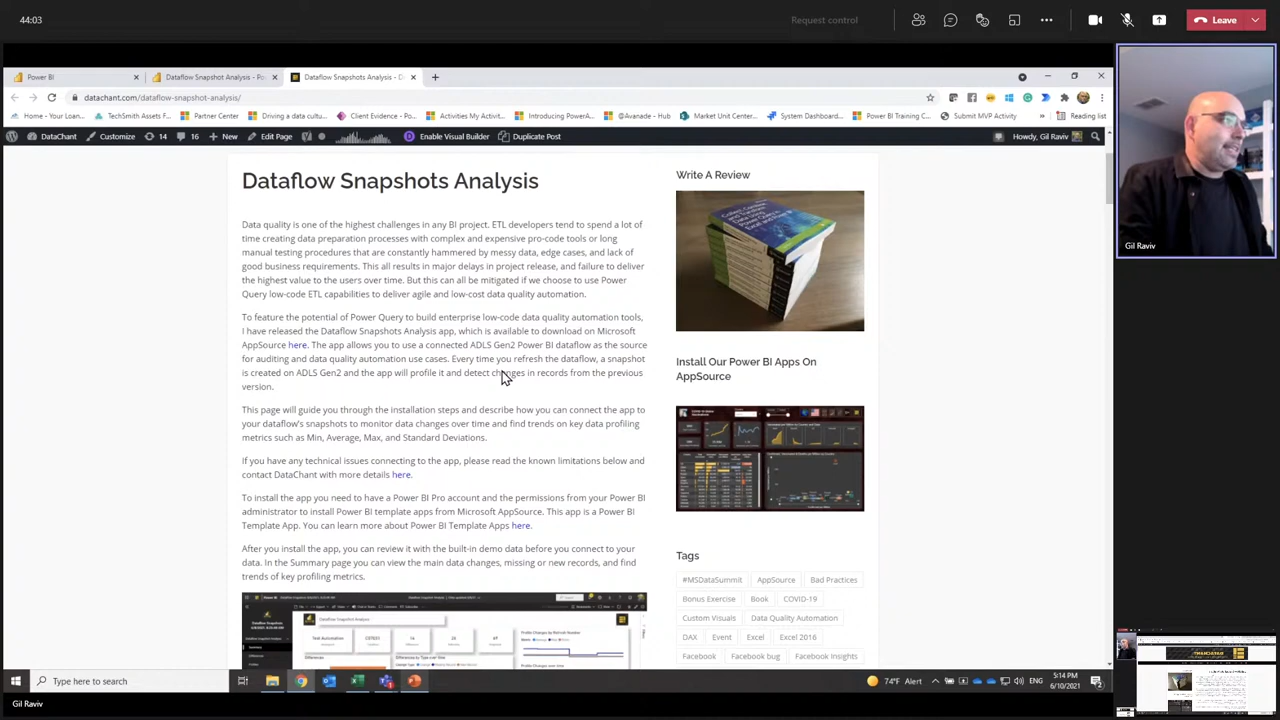 44:03
Request control
Leave
Power BI
Dataflow Snapshot Analysis - Po
Dataflow Snapshots Analysis - D
datachant.com/dataflow-snapshot-analysis/
Home - Your Loan...
TechSmith Assets F...
Partner Center
Driving a data cultu...
Client Evidence - P...
Activities My Activit...
Introducing PowerA...
@Avanade - Hub
Market Unit Center...
System Dashboard...
Power BI Training C...
Submit MVP Activity
Reading list
DataChant
Customize
14
16
New
Edit Page
Enable Visual Builder
Duplicate Post
Howdy, Gil Raviv
Dataflow Snapshots Analysis
Data quality is one of the highest challenges in any BI project. ETL developers tend to spend a lot of
time creating data preparation processes with complex and expensive pro-code tools or long
manual testing procedures that are constantly hammered by messy data, edge cases, and lack of
good business requirements. This all results in major delays in project release, and failure to deliver
the highest value to the users over time. But this can all be mitigated if we choose to use Power
Query low-code ETL capabilities to deliver agile and low-cost data quality automation.
To feature the potential of Power Query to build enterprise low-code data quality automation tools,
I have released the Dataflow Snapshots Analysis app, which is available to download on Microsoft
AppSource here. The app allows you to use a connected ADLS Gen2 Power BI dataflow as the source
for auditing and data quality automation use cases. Every time you refresh the dataflow, a snapshot
is created on ADLS Gen2 and the app will profile it and detect changes in records from the previous
version.
This page will guide you through the installation steps and describe how you can connect the app to
your dataflow's snapshots to monitor data changes over time and find trends on key data profiling
metrics such as Min, Average, Max, and Standard Deviations.
If you have any technical issues connecting to the app, please read the known limitations below and
contact DataChant with more details here.
To install the app you need to have a Power BI Pro license and the permissions from your Power BI
administrator to install Power BI template apps from Microsoft AppSource. This app is a Power BI
Template App. You can learn more about Power BI Template Apps here.
After you install the app, you can review it with the built-in demo data before you connect to your
data. In the Summary page you can view the main data changes, missing or new records, and find
trends of key profiling metrics.
Dataflow Snapshot Analysis
Write A Review
Install Our Power BI Apps On
AppSource
Tags
#MSDataSummit
AppSource
Bad Practices
Bonus Exercise
Book
COVID-19
Custom Visuals
Data Quality Automation
DAX
Event
Excel
Excel 2016
Facebook
Facebook bug
Facebook Insights
Gil Raviv
Type here to search
74°F Alert
ENG
5:14 PM
6/10/2021
Gil Raviv